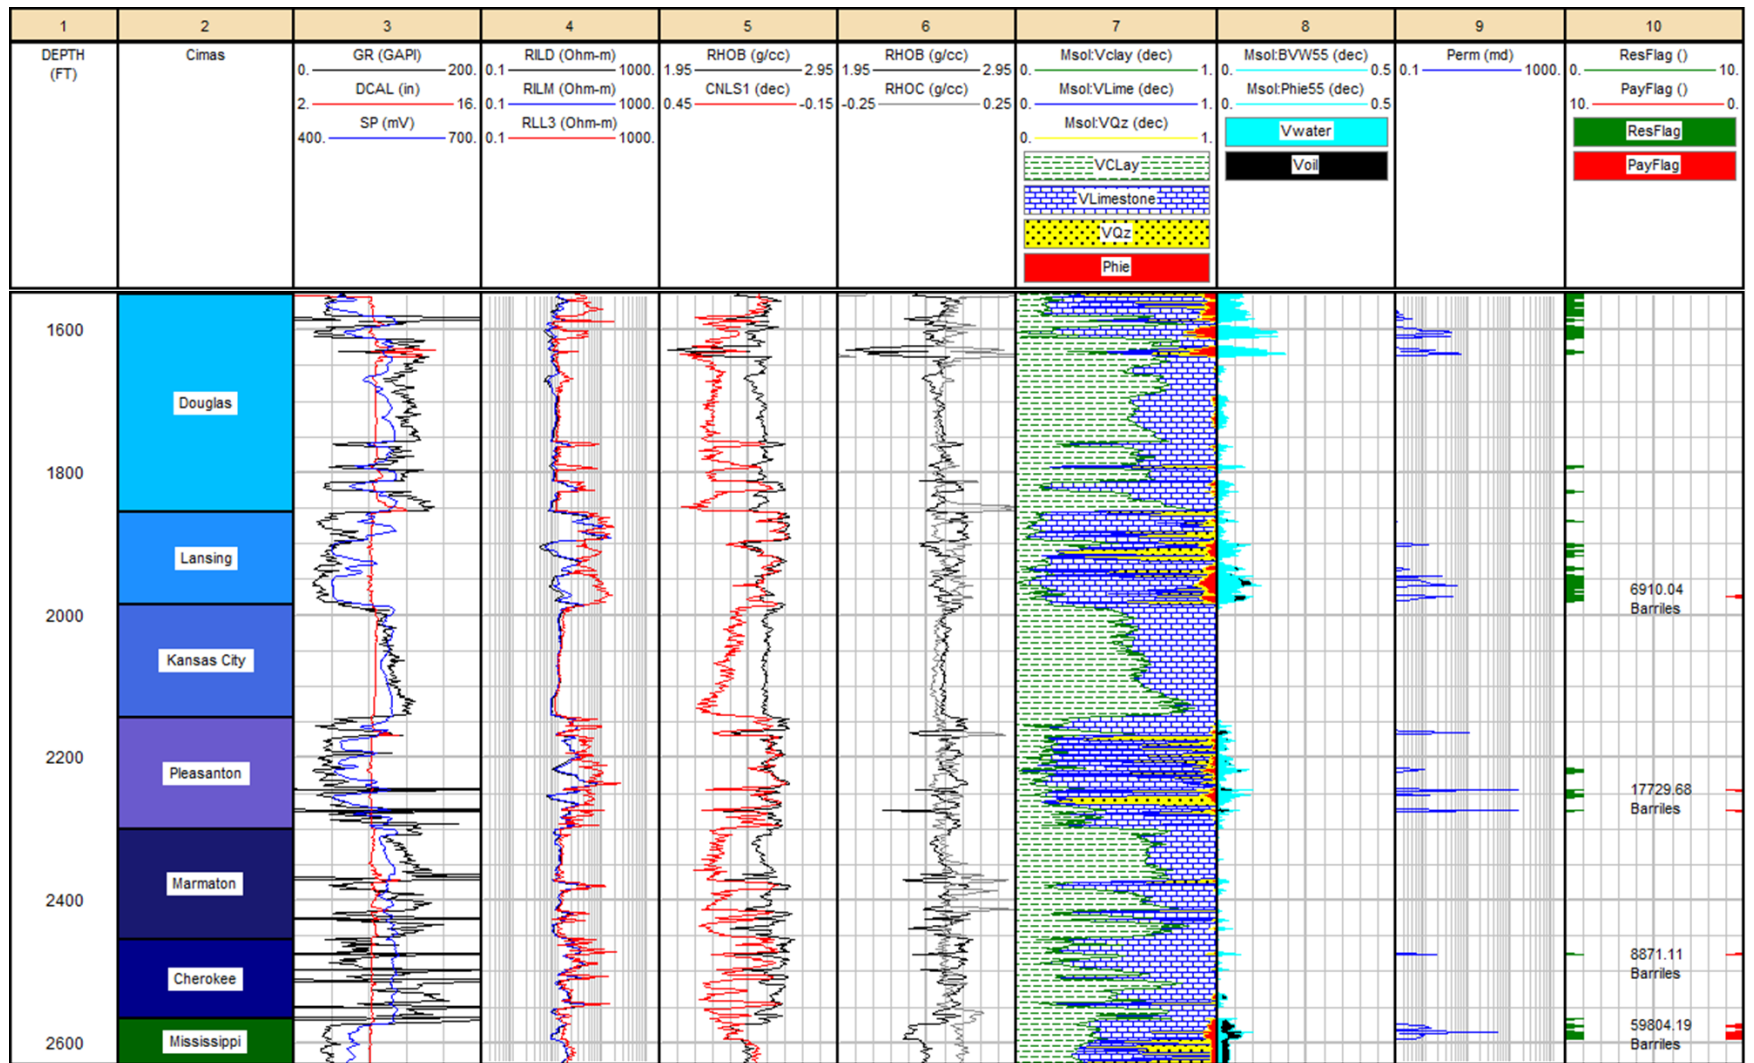 1 2 3 4 5 6 7 8 9 10
DEPTH
(FT)
Cimas
GR (GAPI)
0. 200.
DCAL (in)
2. 16.
SP (mV)
400. 700.
RILD (Ohm-m)
0.1 1000.
RILM (Ohm-m)
0.1 1000.
RLL3 (Ohm-m)
0.1 1000.
RHOB (g/cc)
1.95 2.95
CNLS1 (dec)
0.45 -0.15
RHOB (g/cc)
1.95 2.95
RHOC (g/cc)
-0.25 0.25
Msol:Vclay (dec)
0. 1.
Msol:VLime (dec)
0. 1.
Msol:VQz (dec)
0. 1.
VCLay
VLimestone
VQz
Phie
Msol:BVW55 (dec)
0. 0.5
Msol:Phie55 (dec)
0. 0.5
Vwater
Voil
Perm (md)
0.1 1000.
ResFlag ()
0. 10.
PayFlag ()
10. 0.
ResFlag
PayFlag
1600
Douglas
1800
Lansing
6910.04
Barriles
2000
Kansas City
2200
Pleasanton
17729.68
Barriles
Marmaton
2400
8871.11
Barriles
Cherokee
59804.19
Barriles
2600
Mississippi